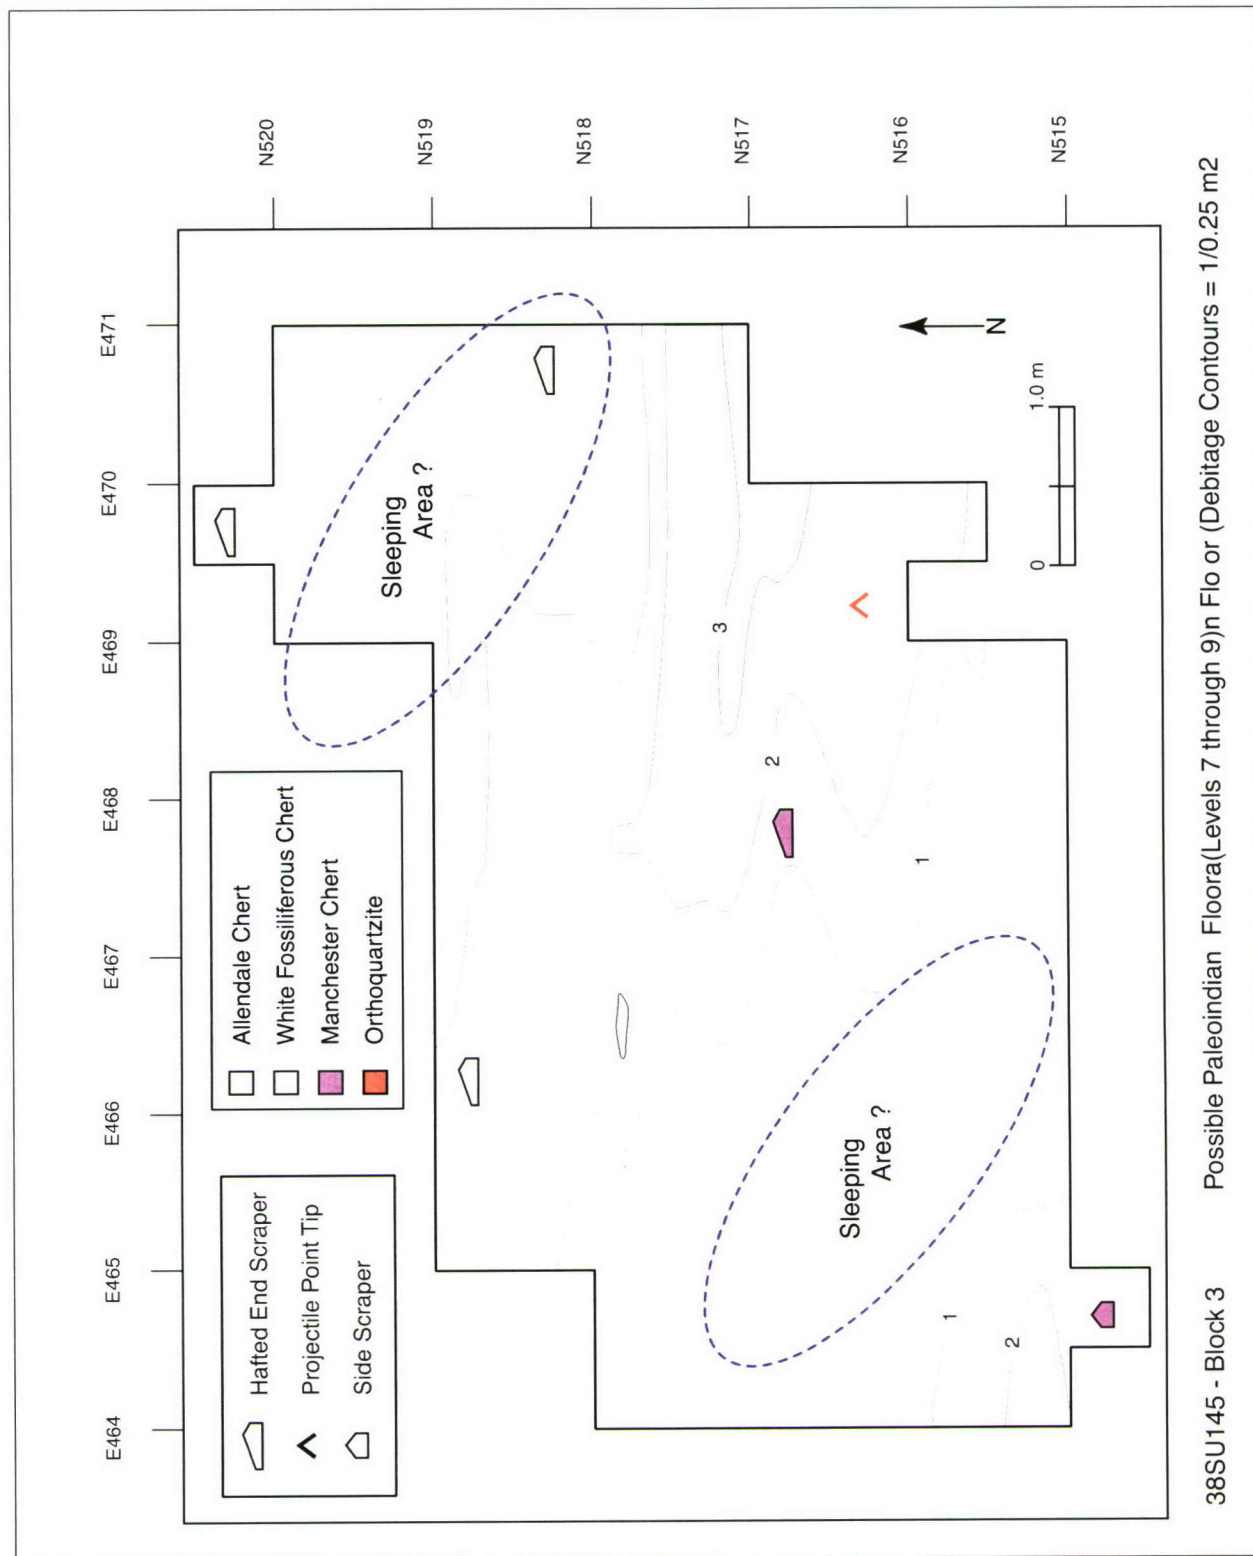 E464
E465
E466
E467
E468
E469
E470
E471
N520
N519
N518
N517
N516
N515
Hafted End Scraper
Projectile Point Tip
Side Scraper
Allendale Chert
White Fossiliferous Chert
Manchester Chert
Orthoquartzite
Sleeping
Area ?
Sleeping
Area ?
3
2
1
1
2
N
0
1.0 m
38SU145 - Block 3
Possible Paleoindian Floora(Levels 7 through 9)n Flo or (Debitage Contours = 1/0.25 m2